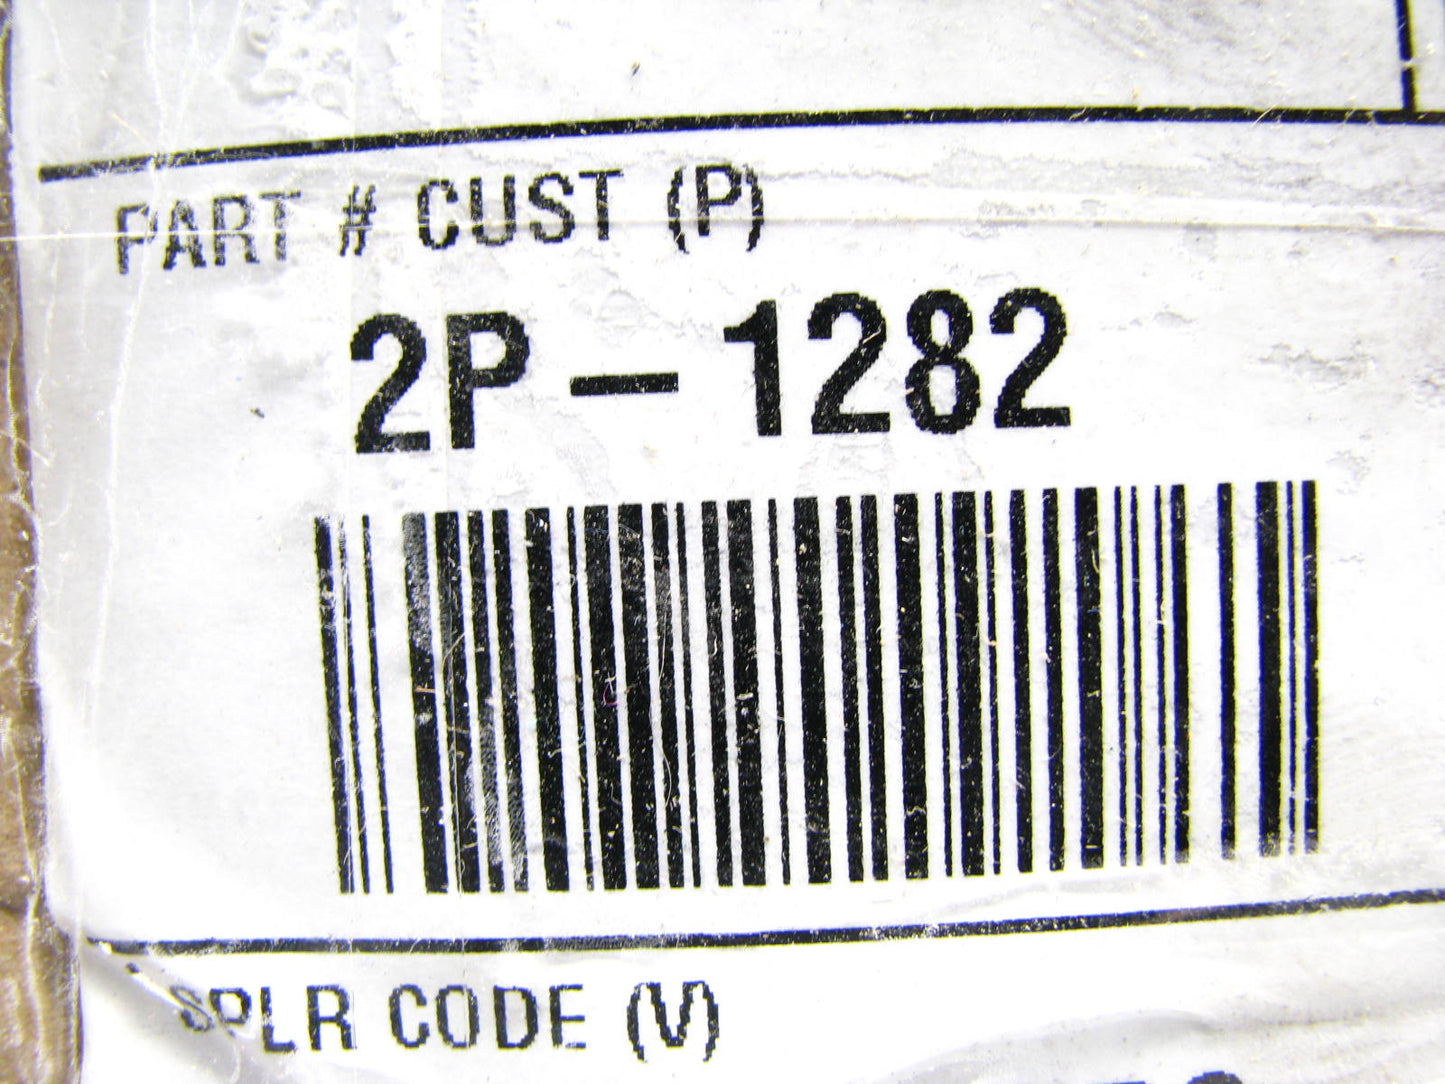 PART # CUST (P)
2P-1282
SPLR CODE (V)